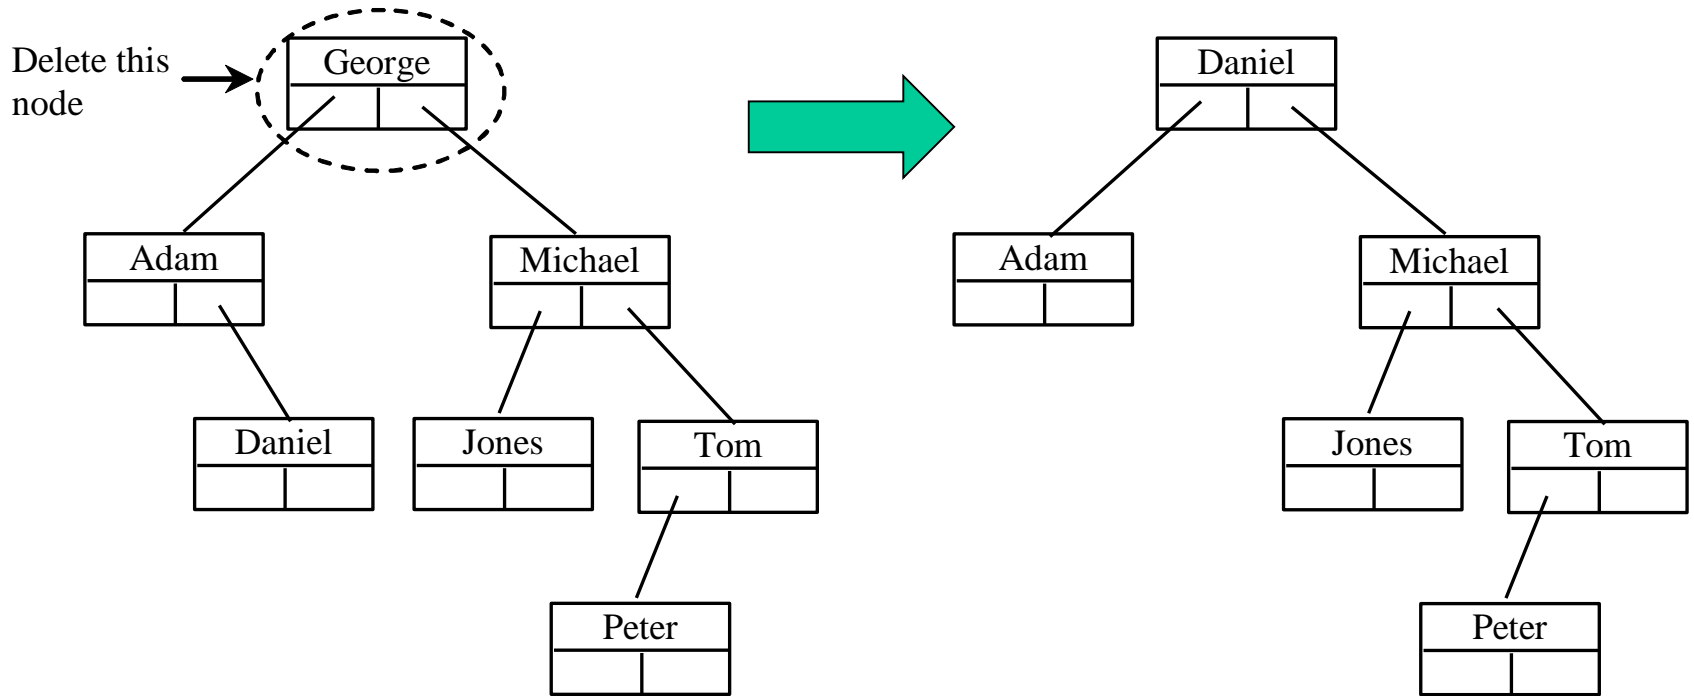 Delete this
node
George
Adam
Michael
Daniel
Jones
Tom
Peter
Daniel
Adam
Michael
Jones
Tom
Peter